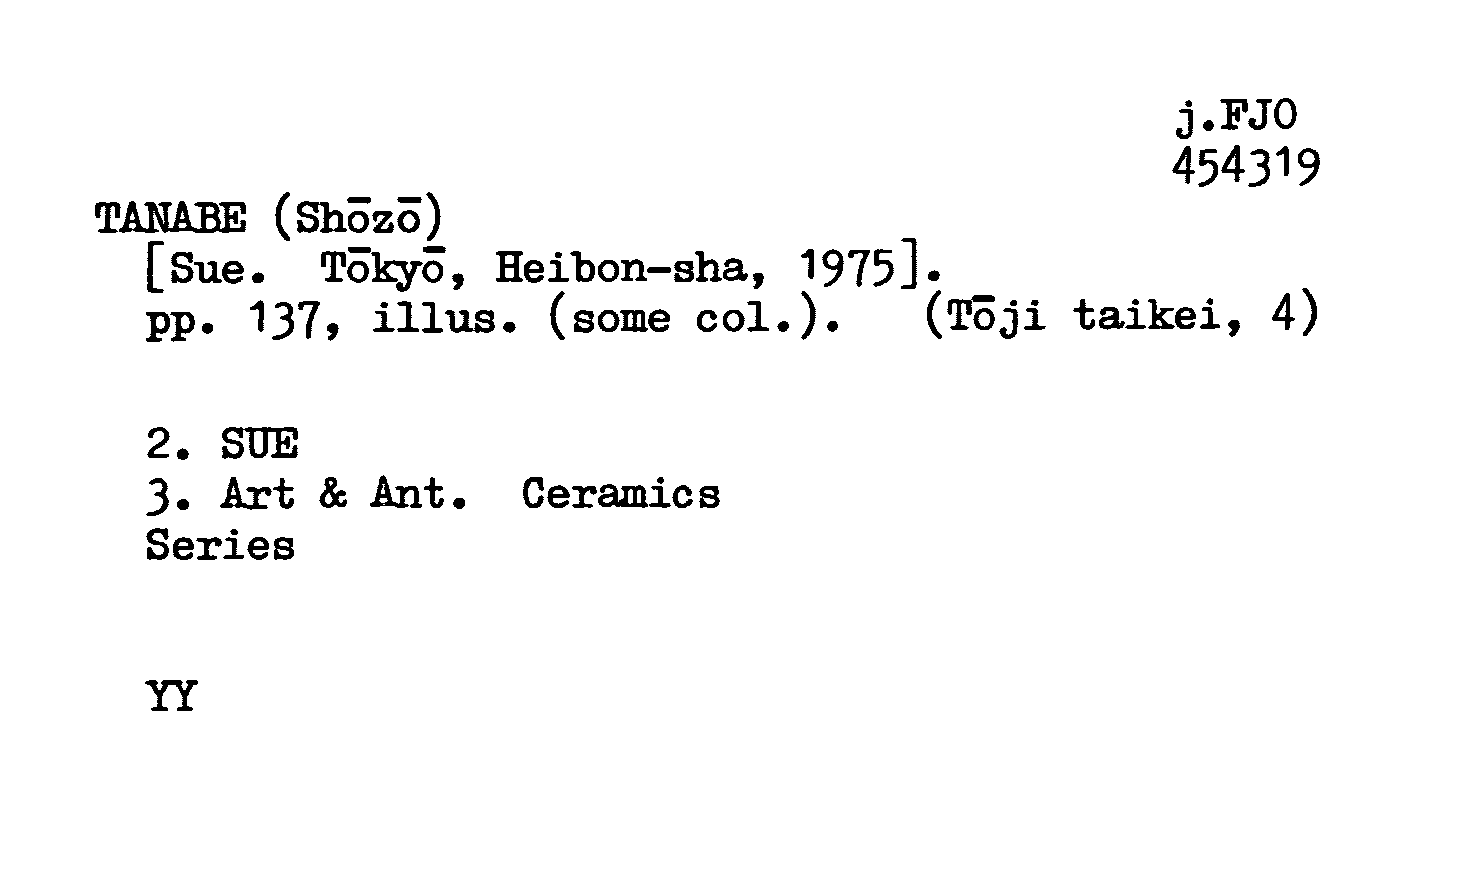 j.FJO
454319
TANABE (Shōzō)
[Sue. Tōkyō, Heibon-sha, 1975].
pp. 137, illus. (some col.). (Tōji taikei, 4)
2. SUE
3. Art & Ant. Ceramics
Series
YY